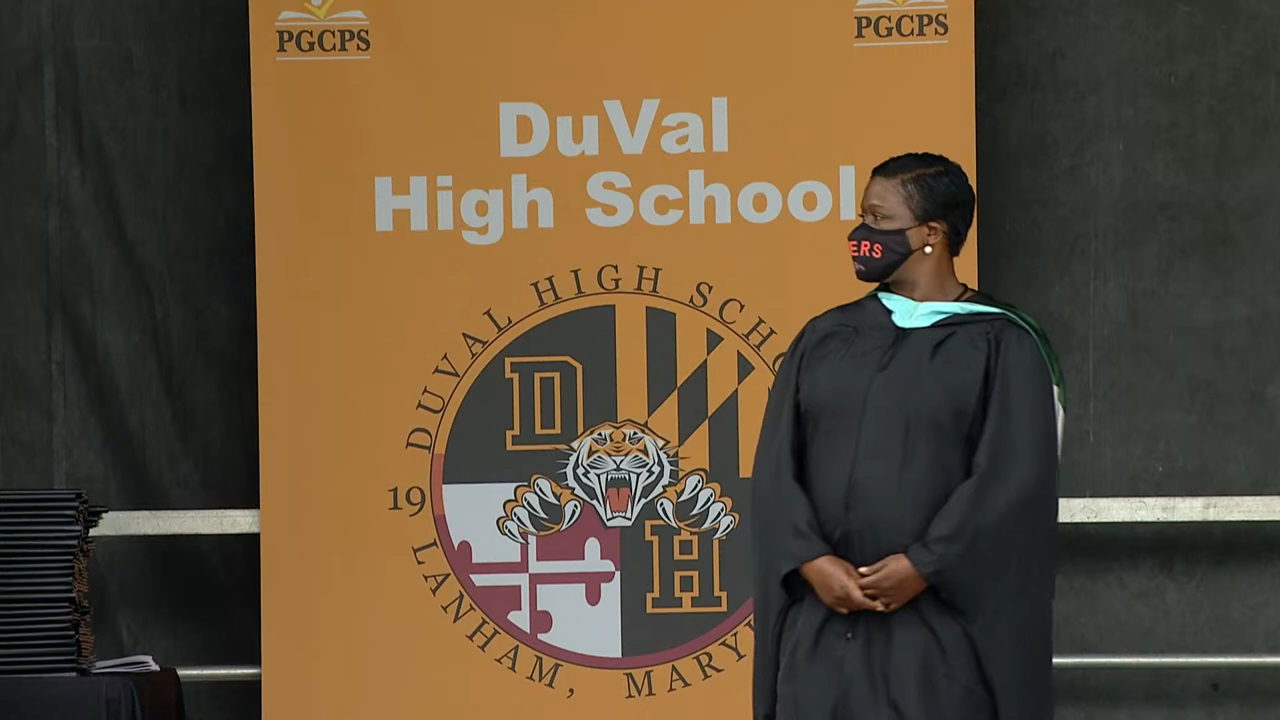 PGCPS
PGCPS
DuVal
High School
DUVAL HIGH SCHO
D
19
H
LANHAM, MARY
ERS